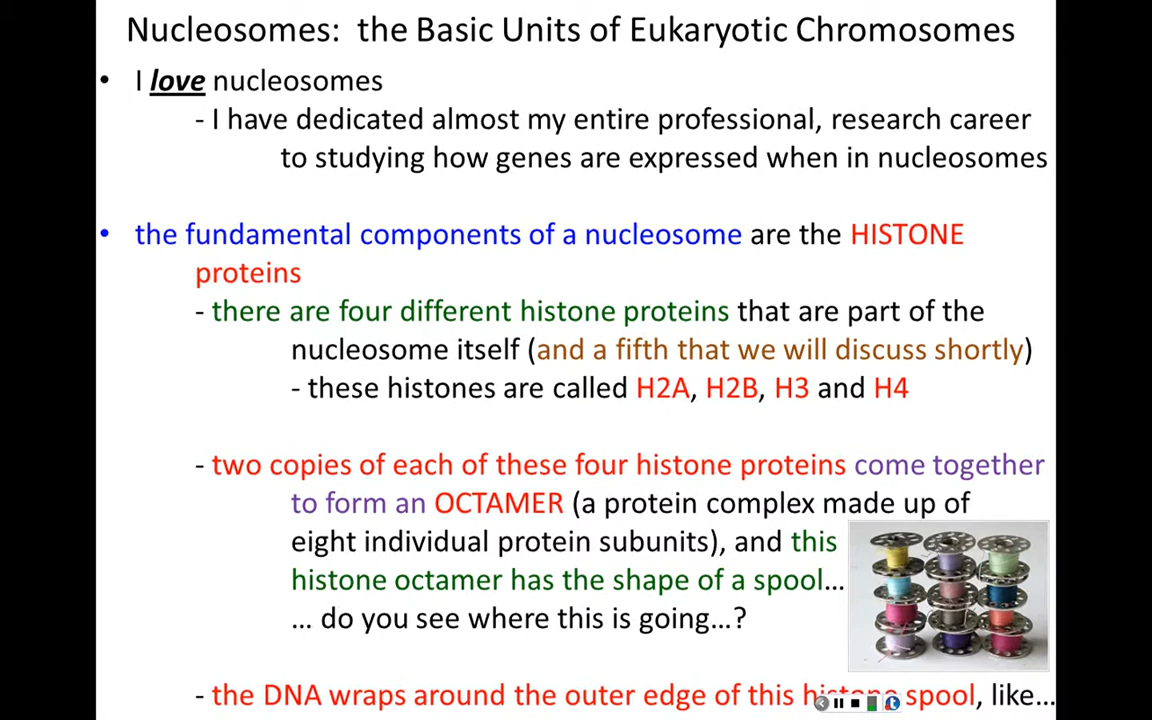 Nucleosomes: the Basic Units of Eukaryotic Chromosomes
• I love nucleosomes
- I have dedicated almost my entire professional, research career
to studying how genes are expressed when in nucleosomes
• the fundamental components of a nucleosome are the HISTONE
proteins
- there are four different histone proteins that are part of the
nucleosome itself (and a fifth that we will discuss shortly)
- these histones are called H2A, H2B, H3 and H4
- two copies of each of these four histone proteins come together
to form an OCTAMER (a protein complex made up of
eight individual protein subunits), and this
histone octamer has the shape of a spool...
... do you see where this is going...?
- the DNA wraps around the outer edge of this histone spool, like...